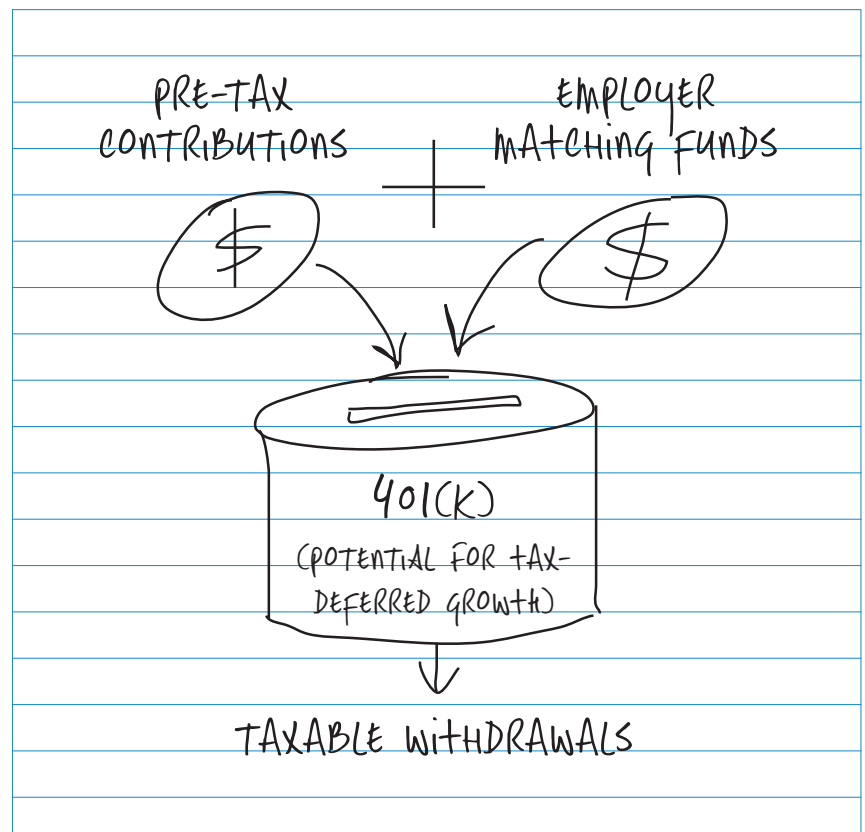 PRE-TAX
CONTRIBUTIONS
+
EMPLOYER
MATCHING FUNDS
$
$
401(K)
(POTENTIAL FOR TAX-
DEFERRED GROWTH)
TAXABLE WITHDRAWALS